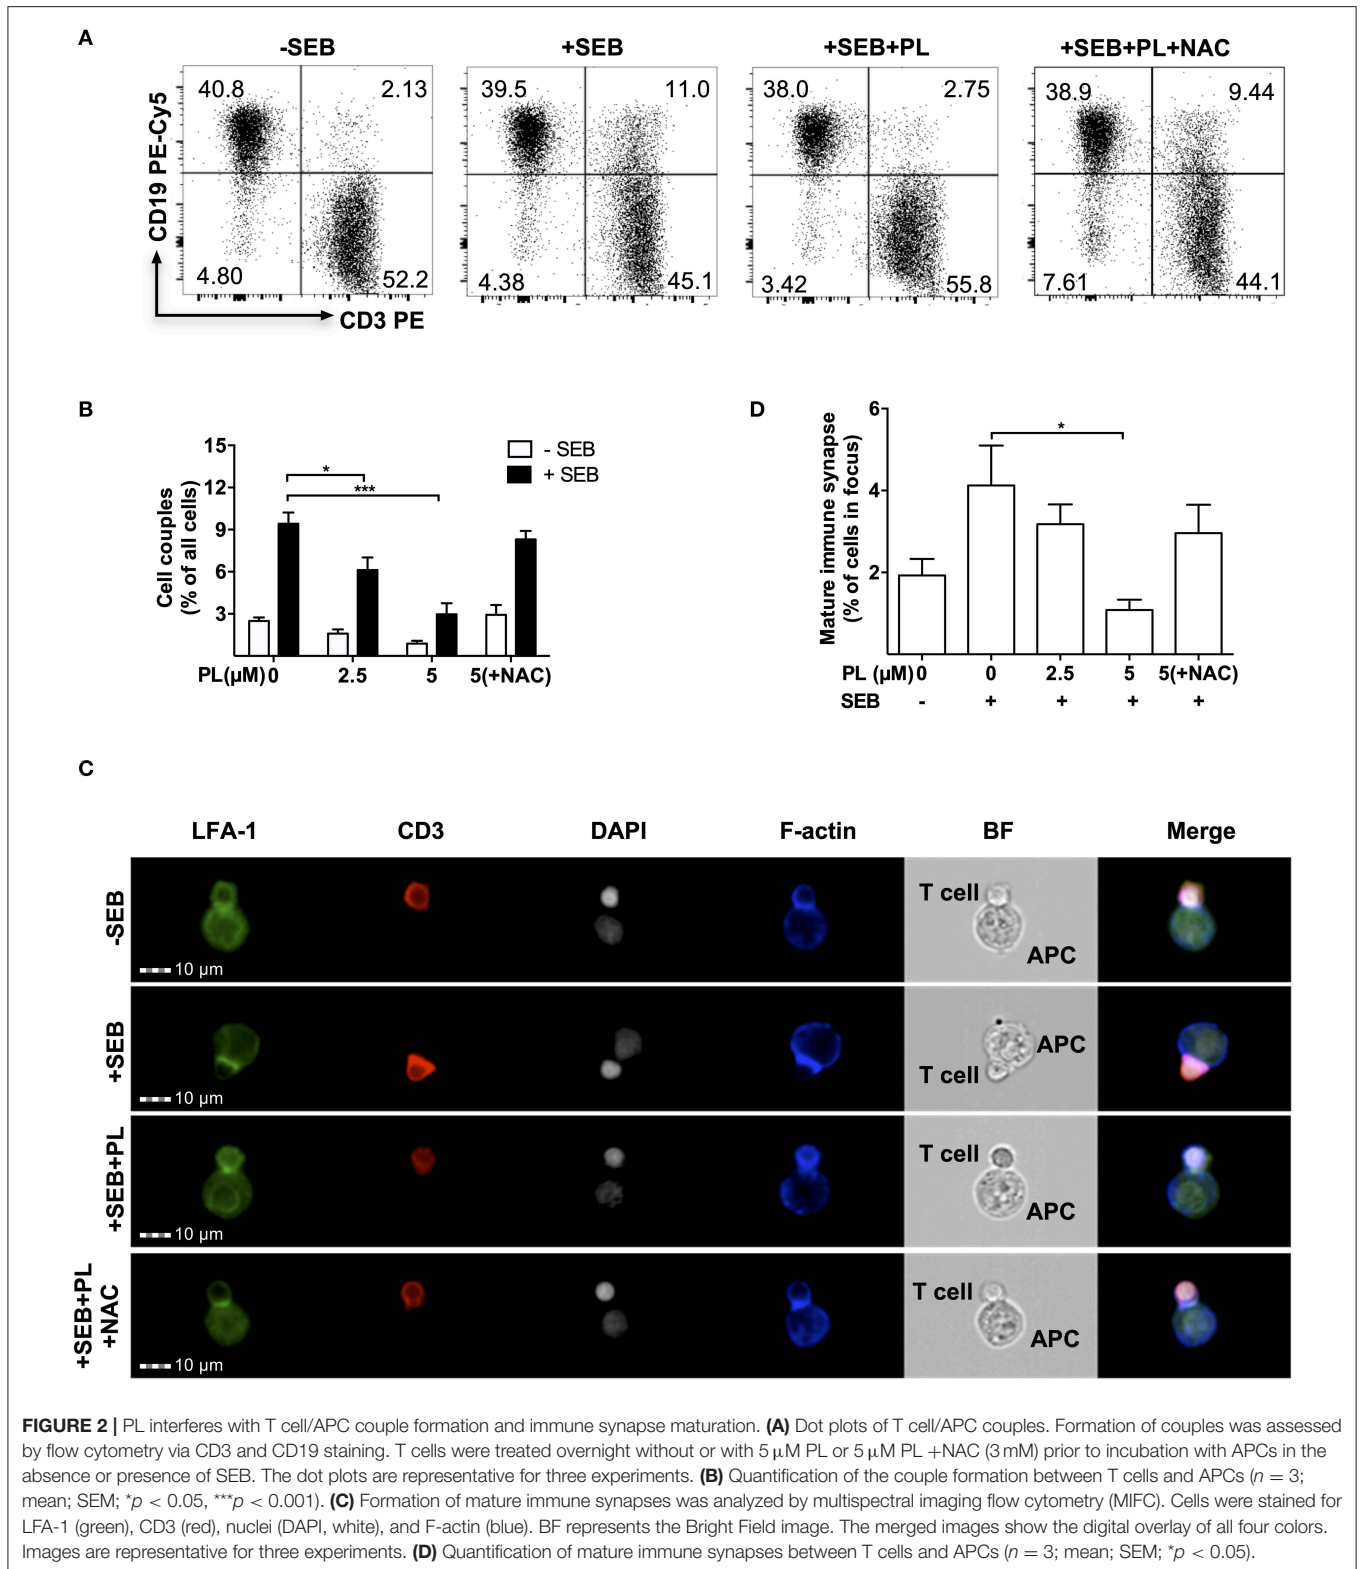 A
-SEB
+SEB
+SEB+PL
+SEB+PL+NAC
40.8
2.13
39.5
11.0
38.0
2.75
38.9
9.44
CD19 PE-Cy5
4.80
52.2
4.38
45.1
3.42
55.8
7.61
44.1
CD3 PE
B
15
12
9
6
3
Cell couples
(% of all cells)
*
***
- SEB
+ SEB
PL(μM) 0 2.5 5 5(+NAC)
D
6
4
2
Mature immune synapse
(% of cells in focus)
*
PL (μM) 0 0 2.5 5 5(+NAC)
SEB - + + + +
C
LFA-1 CD3 DAPI F-actin BF Merge
-SEB
T cell
APC
10 μm
+SEB
APC
T cell
10 μm
+SEB+PL
T cell
APC
10 μm
+SEB+PL
+NAC
T cell
APC
10 μm
FIGURE 2 | PL interferes with T cell/APC couple formation and immune synapse maturation. (A) Dot plots of T cell/APC couples. Formation of couples was assessed
by flow cytometry via CD3 and CD19 staining. T cells were treated overnight without or with 5 μM PL or 5 μM PL +NAC (3 mM) prior to incubation with APCs in the
absence or presence of SEB. The dot plots are representative for three experiments. (B) Quantification of the couple formation between T cells and APCs (n = 3;
mean; SEM; *p < 0.05, ***p < 0.001). (C) Formation of mature immune synapses was analyzed by multispectral imaging flow cytometry (MIFC). Cells were stained for
LFA-1 (green), CD3 (red), nuclei (DAPI, white), and F-actin (blue). BF represents the Bright Field image. The merged images show the digital overlay of all four colors.
Images are representative for three experiments. (D) Quantification of mature immune synapses between T cells and APCs (n = 3; mean; SEM; *p < 0.05).